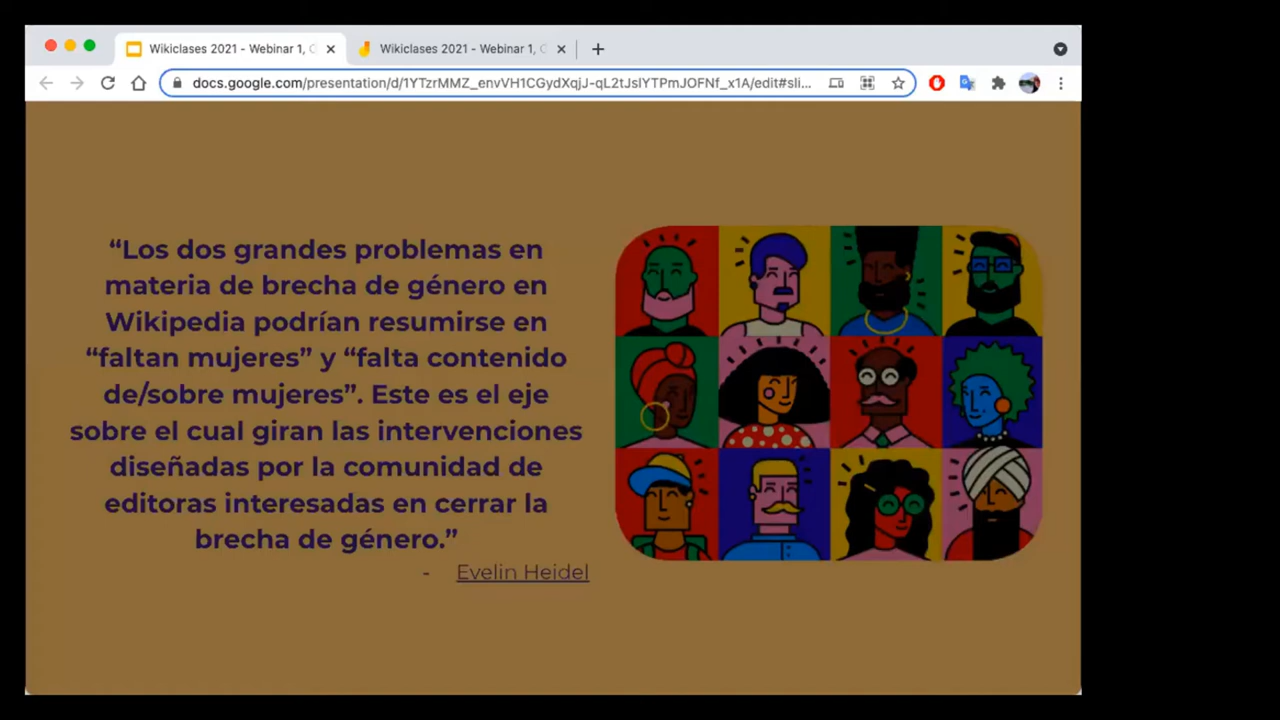 Wikiclases 2021 - Webinar 1, C
Wikiclases 2021 - Webinar 1, C
docs.google.com/presentation/d/1YTzrMMZ_envVH1CGydXqjJ-qL2tJsIYTPmJOFNf_x1A/edit#sli...
“Los dos grandes problemas en
materia de brecha de género en
Wikipedia podrían resumirse en
“faltan mujeres” y “falta contenido
de/sobre mujeres”. Este es el eje
sobre el cual giran las intervenciones
diseñadas por la comunidad de
editoras interesadas en cerrar la
brecha de género.”
- Evelin Heidel